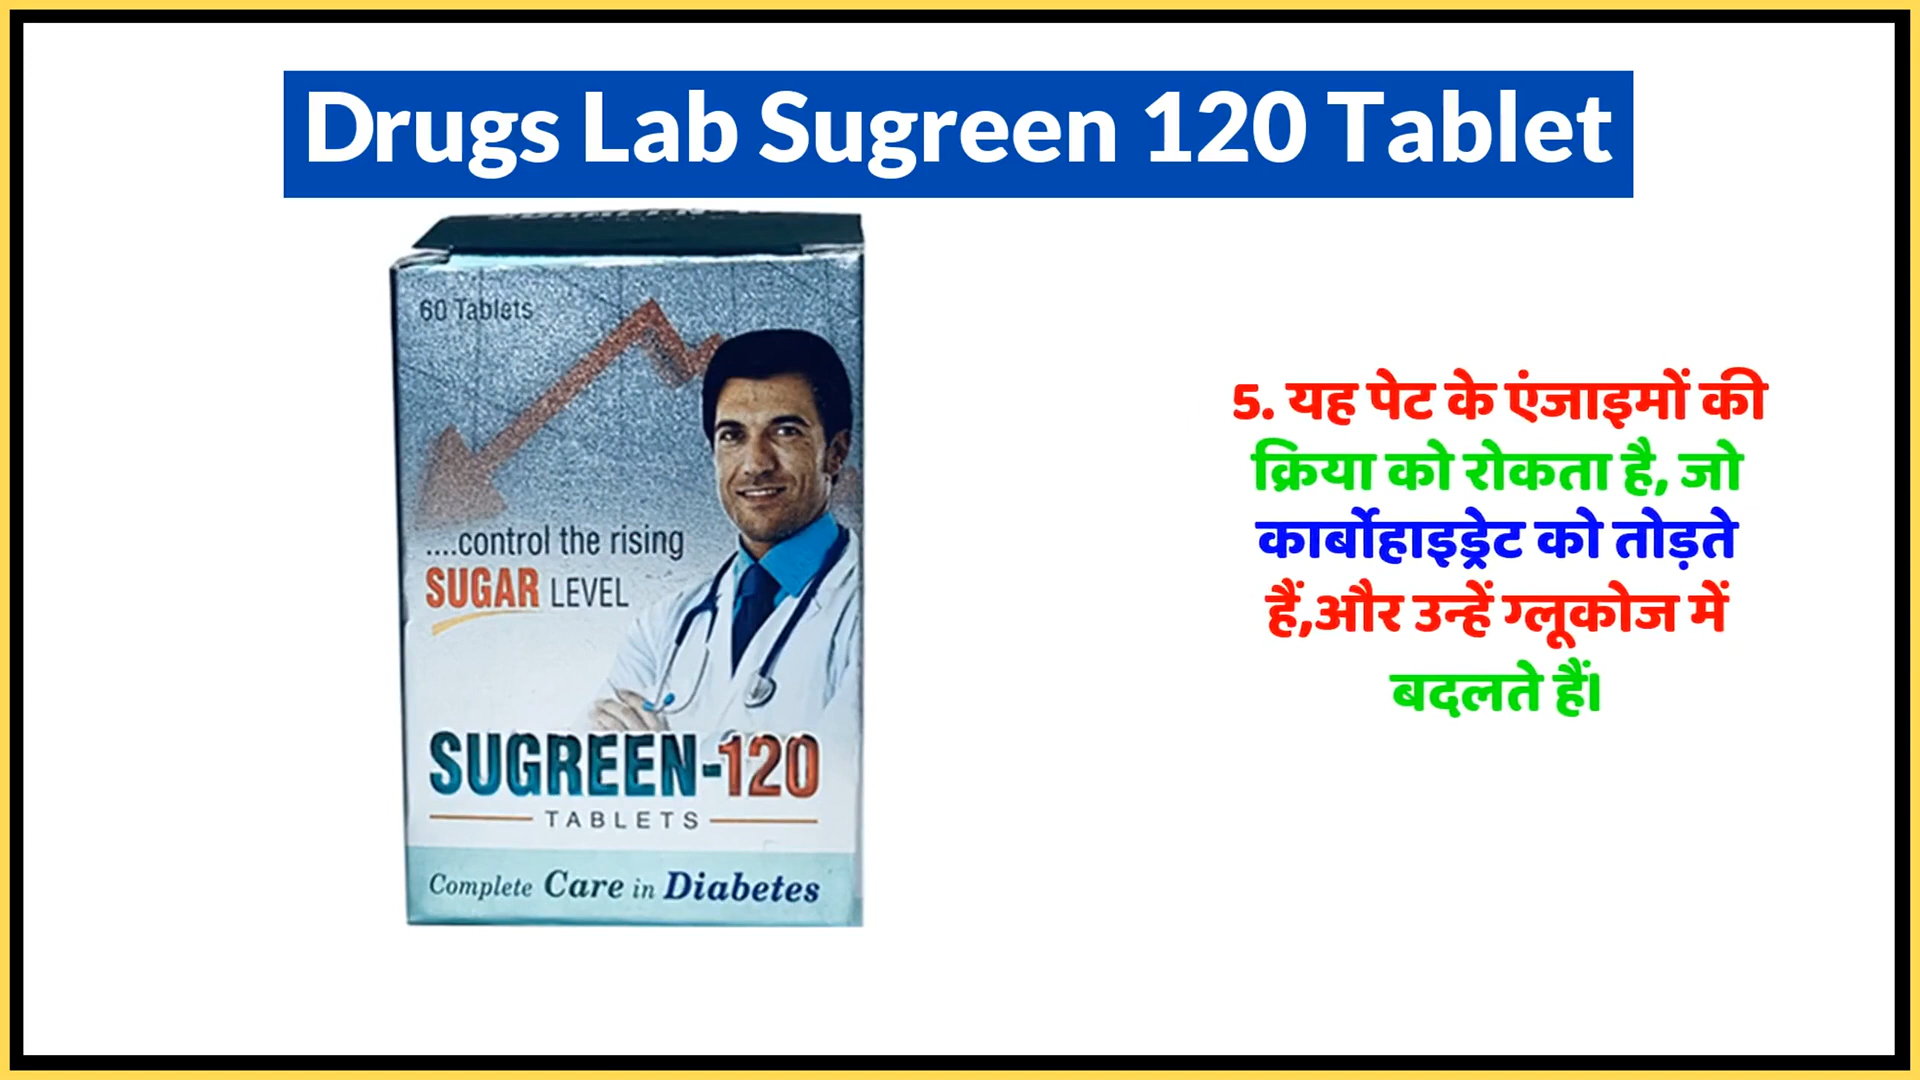 Drugs Lab Sugreen 120 Tablet
60 Tablets
....control the rising
SUGAR LEVEL
SUGREEN-120
TABLETS
Complete Care in Diabetes
5. यह पेट के एंजाइमों की
क्रिया को रोकता है, जो
कार्बोहाइड्रेट को तोड़ते
हैं,और उन्हें ग्लूकोज में
बदलते हैं।